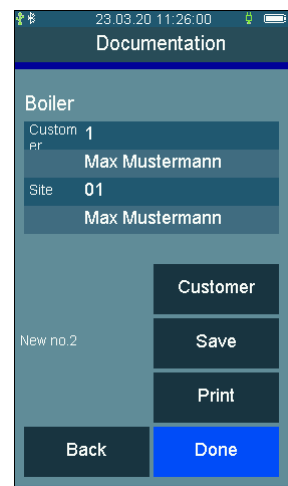 23.03.20 11:26:00
Documentation
Boiler
Custom
er
1
Max Mustermann
Site
01
Max Mustermann
Customer
New no.2
Save
Print
Back
Done